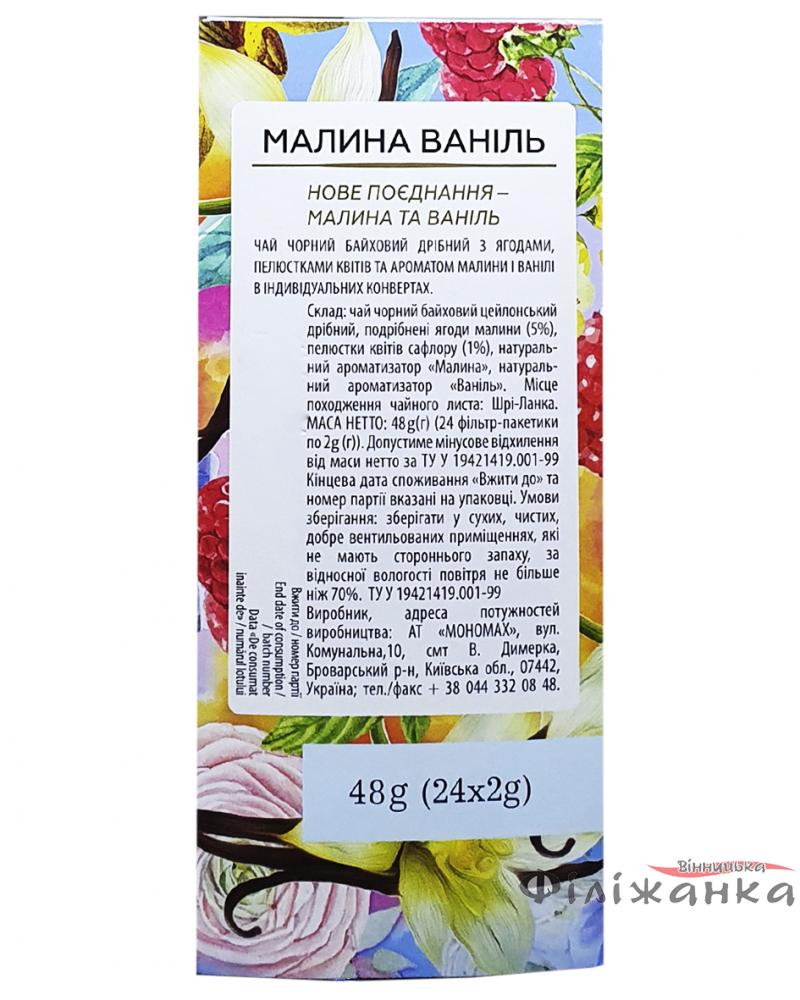 МАЛИНА ВАНІЛЬ
НОВЕ ПОЄДНАННЯ –
МАЛИНА ТА ВАНІЛЬ
ЧАЙ ЧОРНИЙ БАЙХОВИЙ ДРІБНИЙ З ЯГОДАМИ,
ПЕЛЮСТКАМИ КВІТІВ ТА АРОМАТОМ МАЛИНИ І ВАНІЛІ
В ІНДИВІДУАЛЬНИХ КОНВЕРТАХ.
Склад: чай чорний байховий цейлонський
дрібний, подрібнені ягоди малини (5%),
пелюстки квітів сафлору (1%), натураль-
ний ароматизатор «Малина», натураль-
ний ароматизатор «Ваніль». Місце
походження чайного листа: Шрі-Ланка.
МАСА НЕТТО: 48g(г) (24 фільтр-пакетики
по 2g (г)). Допустиме мінусове відхилення
від маси нетто за ТУ У 19421419.001-99
Кінцева дата споживання «Вжити до» та
номер партії вказані на упаковці. Умови
зберігання: зберігати у сухих, чистих,
добре вентильованих приміщеннях, які
не мають стороннього запаху, за
відносної вологості повітря не більше
ніж 70%. ТУ У 19421419.001-99
Виробник, адреса потужностей
виробництва: АТ «МОНОМАХ», вул.
Комунальна,10, смт В. Димерка,
Броварський р-н, Київська обл., 07442,
Україна; тел./факс + 38 044 332 08 48.
Вжити до / номер партії
End date of consumption /
/ batch number
Data «De consumat
inainte de» / numărul lotului
48g (24x2g)
Вінницька
Філіжанка